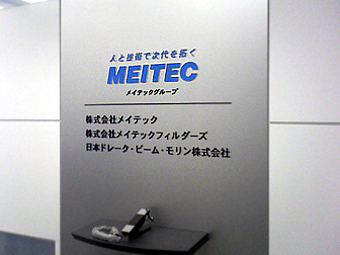 人と技術で次代を拓く
MEITEC
メイテックグループ
株式会社メイテック
株式会社メイテックフィルダーズ
日本ドレーク・ビーム・モリン株式会社